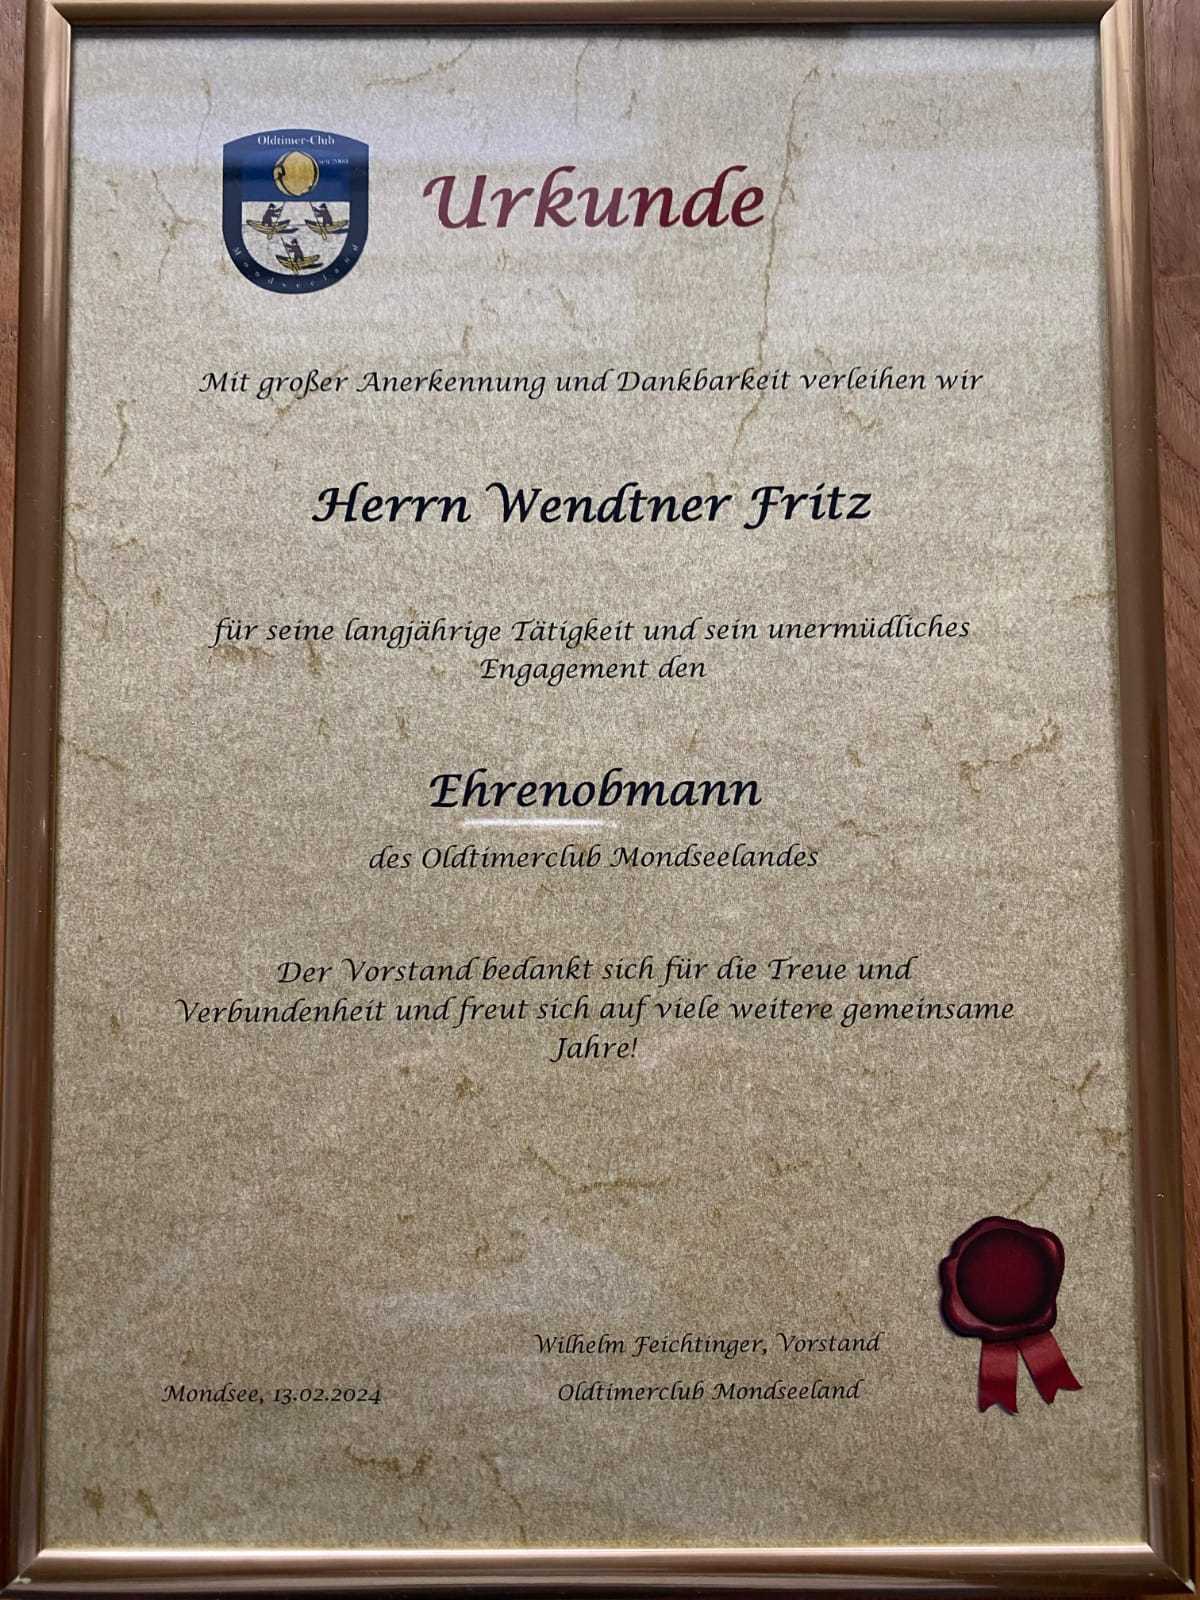 Oldtimer-Club
seit 2000
Mondseeland
Urkunde
Mit großer Anerkennung und Dankbarkeit verleihen wir
Herrn Wendtner Fritz
für seine langjährige Tätigkeit und sein unermüdliches
Engagement den
Ehrenobmann
des Oldtimerclub Mondseelandes
Der Vorstand bedankt sich für die Treue und
Verbundenheit und freut sich auf viele weitere gemeinsame
Jahre!
Wilhelm Feichtinger, Vorstand
Mondsee, 13.02.2024
Oldtimerclub Mondseeland